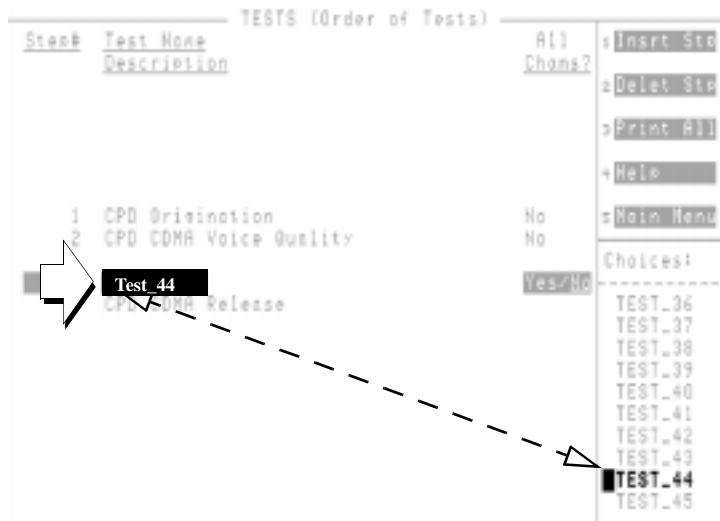 TESTS (Order of Tests)
Step# Test Name All
Description Chans?
1 Insrt Stp
2 Delet Stp
3 Print All
4 Help
5 Main Menu
1 CPD Origination No
2 CPD CDMA Voice Quality No
Test_44 Yes/No
CPD CDMA Release
Choices:
TEST_36
TEST_37
TEST_38
TEST_39
TEST_40
TEST_41
TEST_42
TEST_43
TEST_44
TEST_45